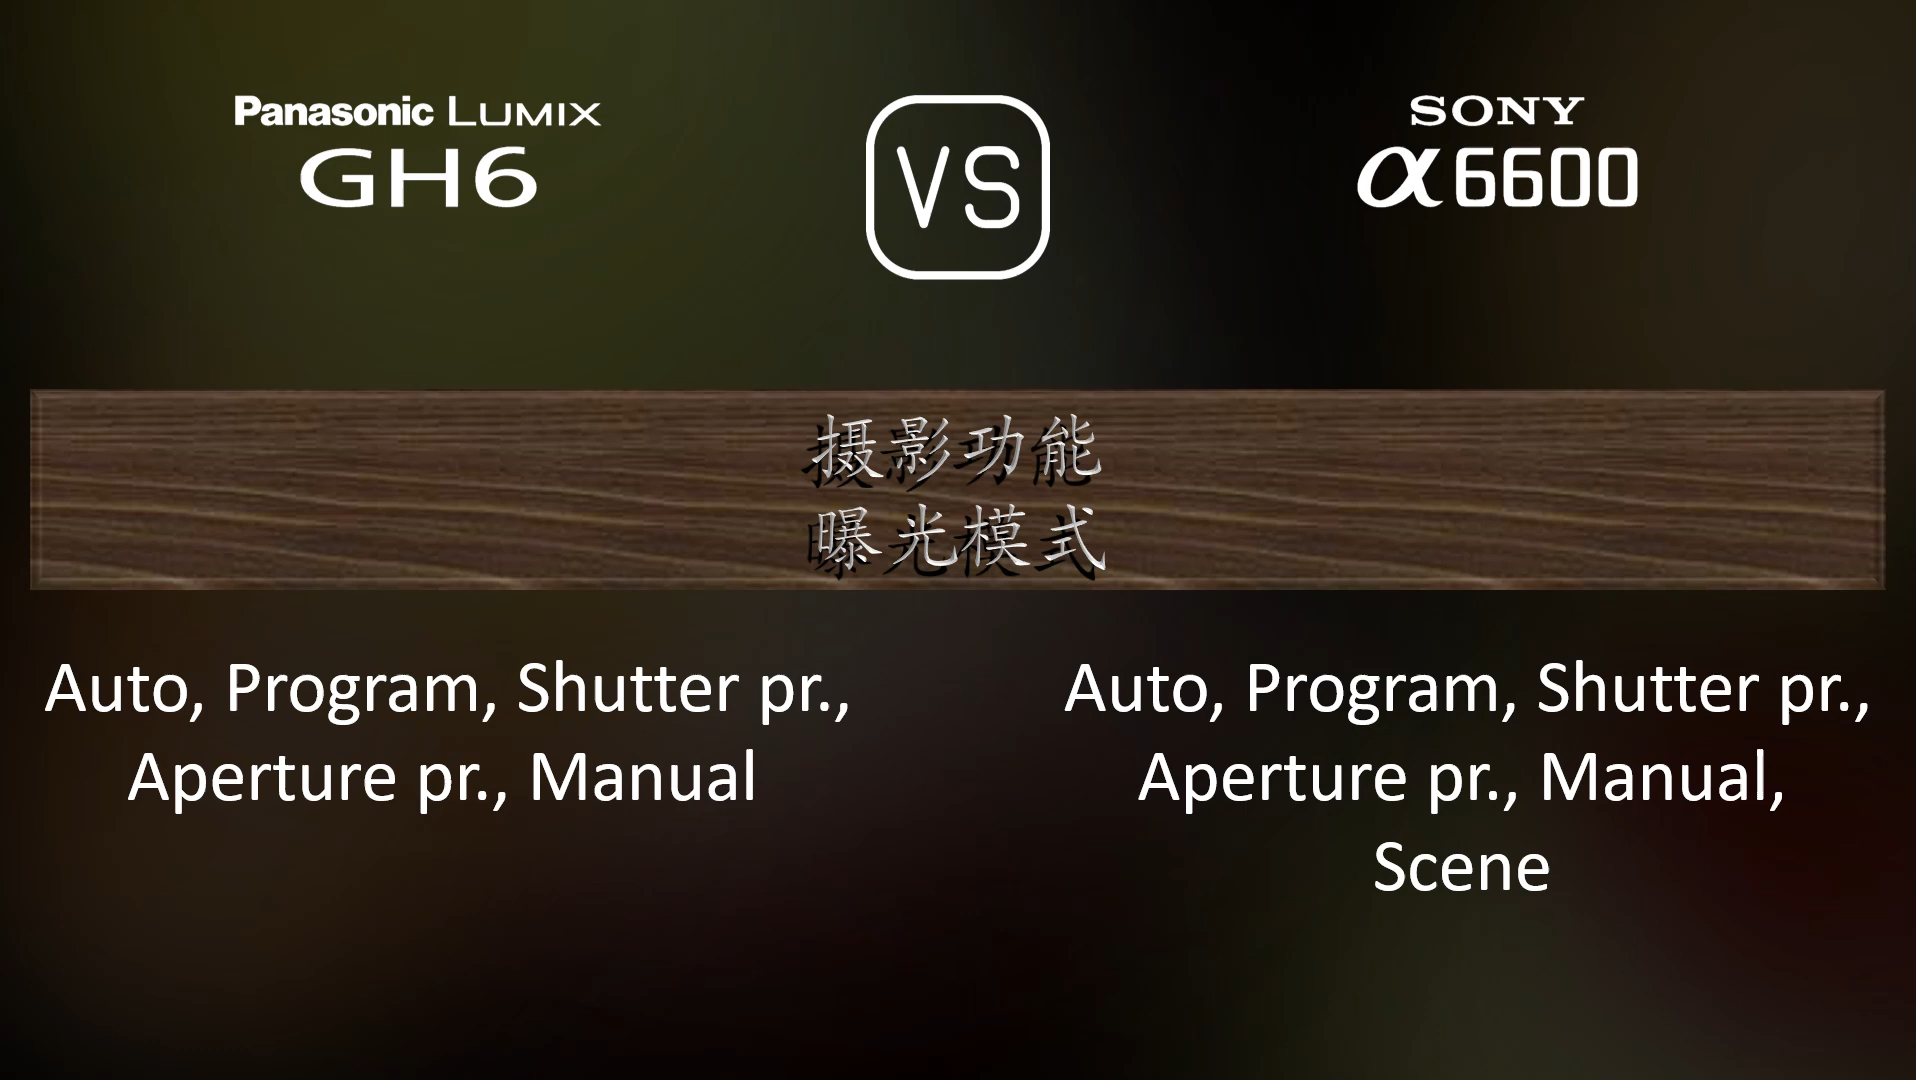 Panasonic LUMIX
GH6
VS
SONY
α6600
摄影功能
曝光模式
Auto, Program, Shutter pr.,
Aperture pr., Manual
Auto, Program, Shutter pr.,
Aperture pr., Manual,
Scene